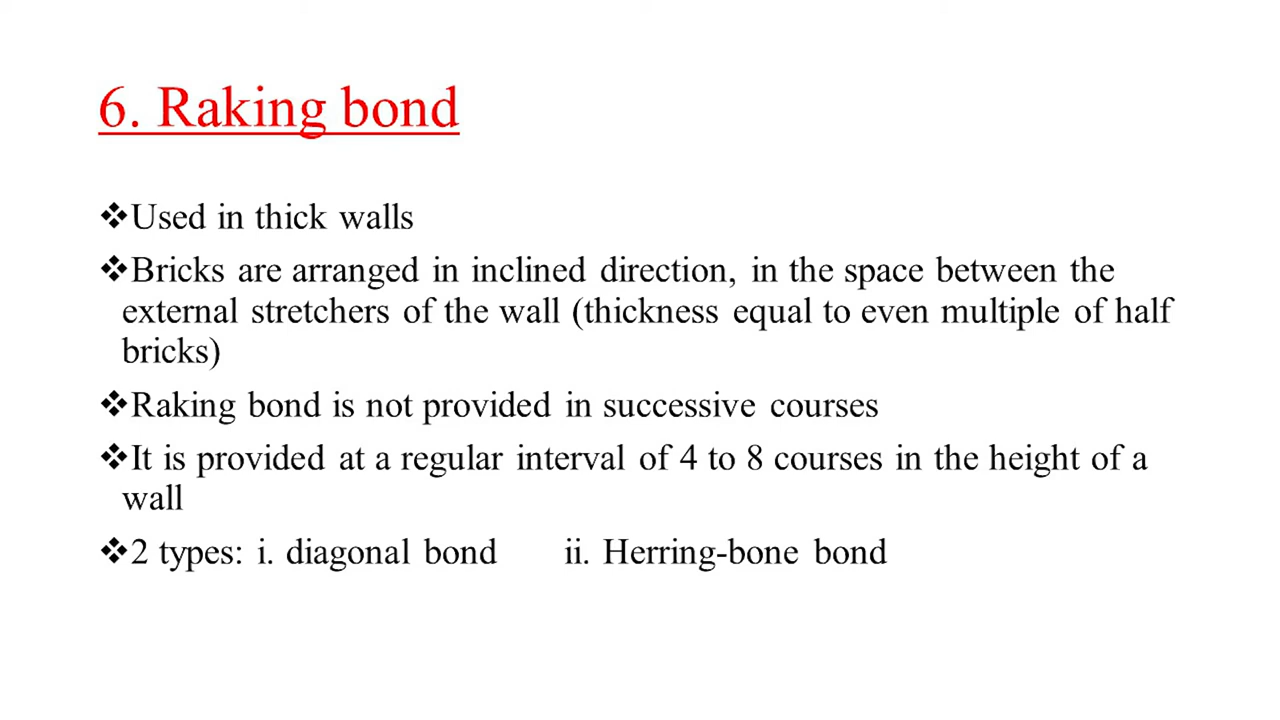 6. Raking bond
❖Used in thick walls
❖Bricks are arranged in inclined direction, in the space between the
external stretchers of the wall (thickness equal to even multiple of half
bricks)
❖Raking bond is not provided in successive courses
❖It is provided at a regular interval of 4 to 8 courses in the height of a
wall
❖2 types: i. diagonal bond ii. Herring-bone bond